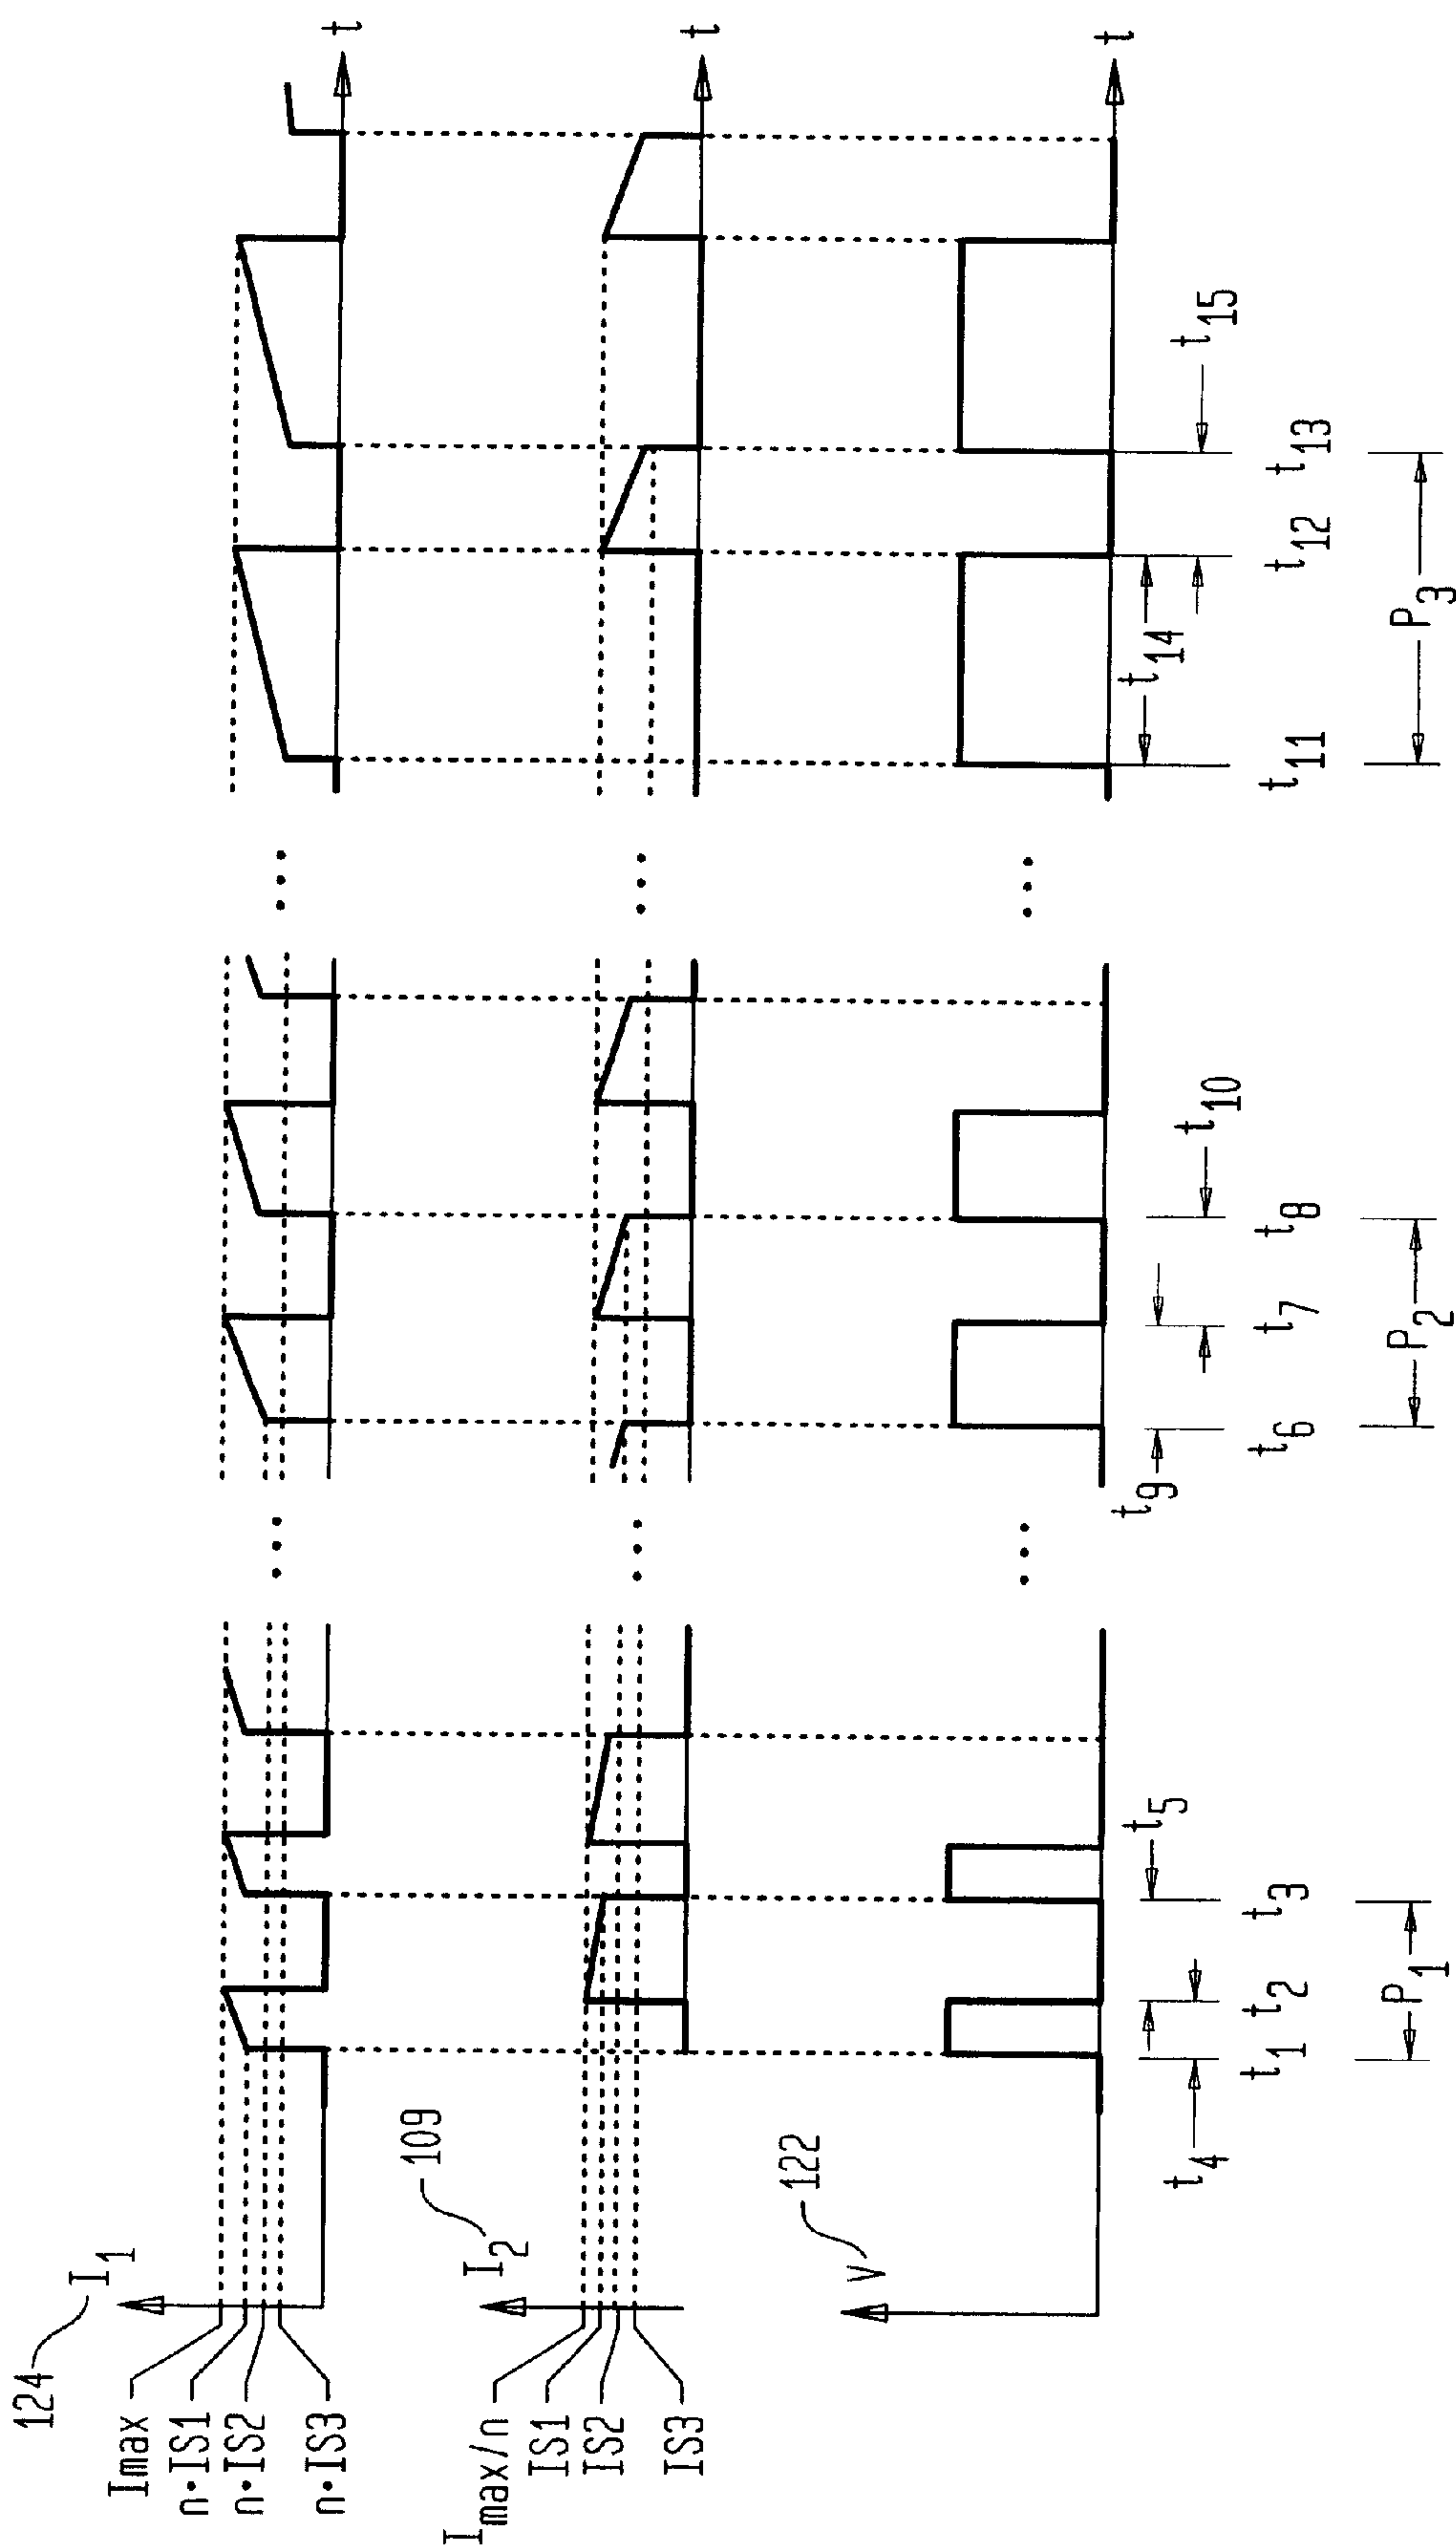 124
I1
Imax
n•IS1
n•IS2
n•IS3
t
109
I2
Imax/n
IS1
IS2
IS3
t
122
V
t
t4
t5
t9
t10
t14
t15
t1
t2
t3
t6
t7
t8
t11
t12
t13
P1
P2
P3